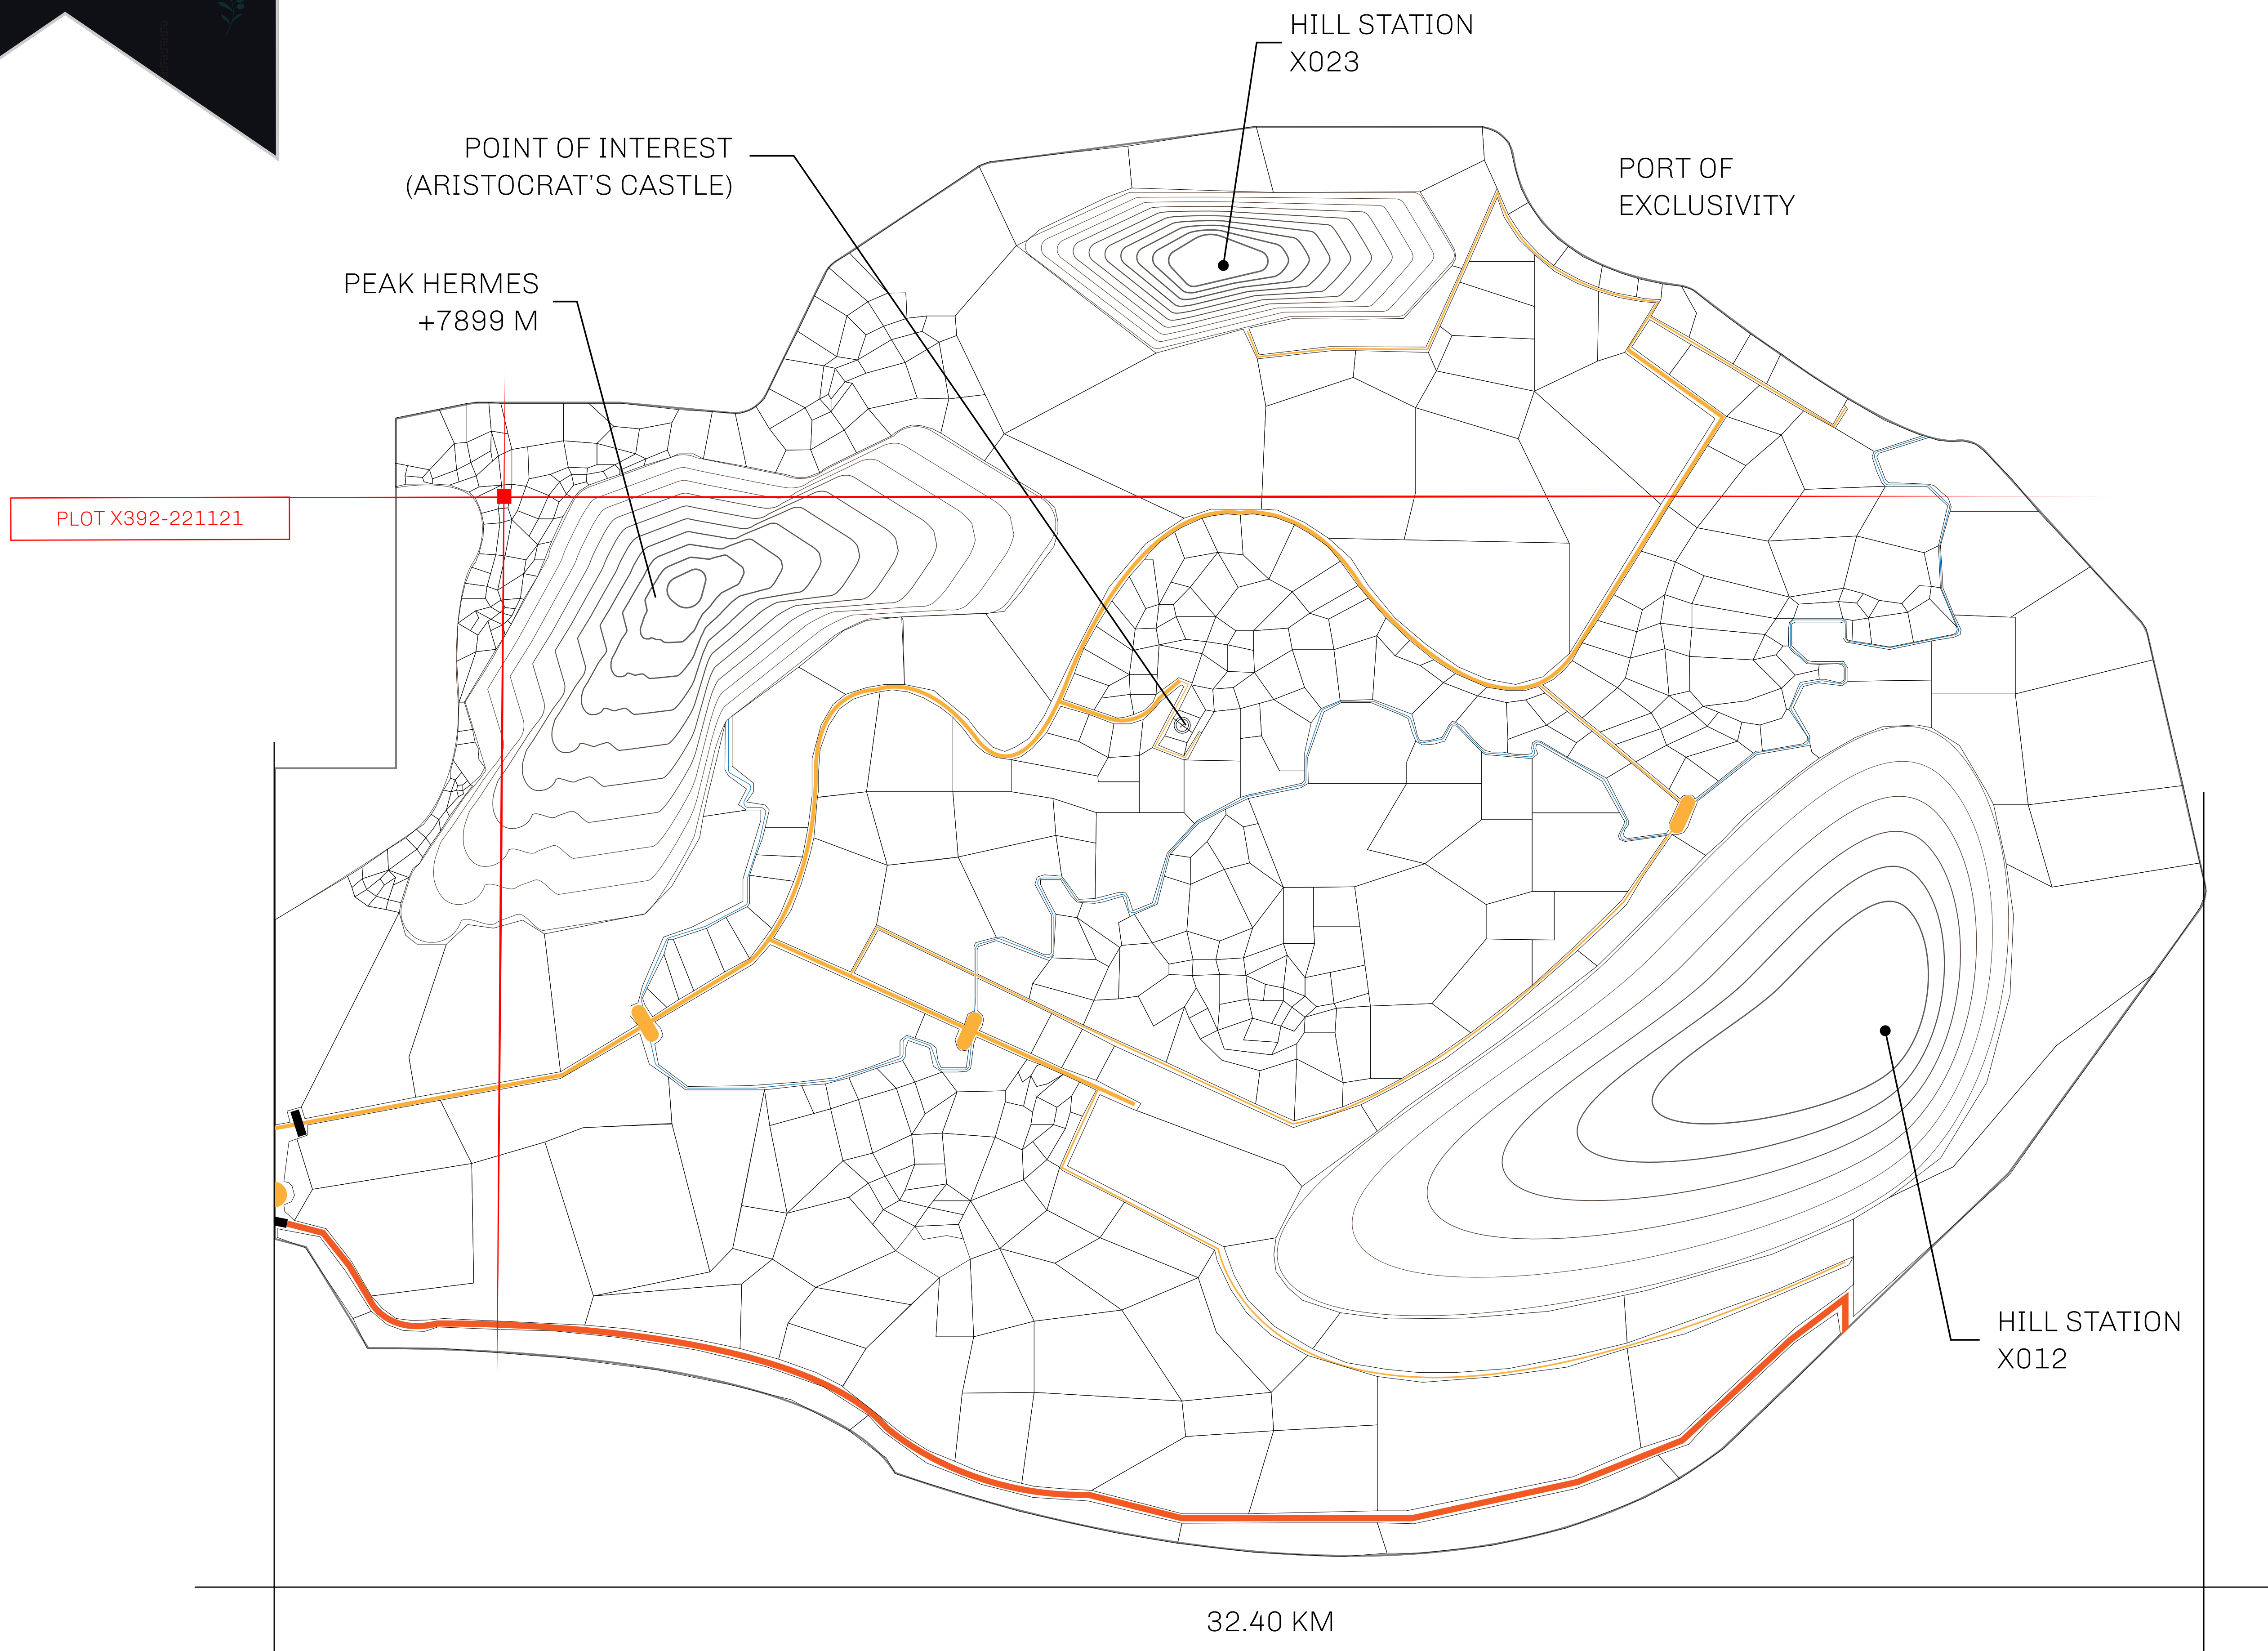 HILL STATION
X023
POINT OF INTEREST
(ARISTOCRAT'S CASTLE)
PORT OF
EXCLUSIVITY
PEAK HERMES
+7899 M
PLOT X392-221121
HILL STATION
X012
32.40 KM